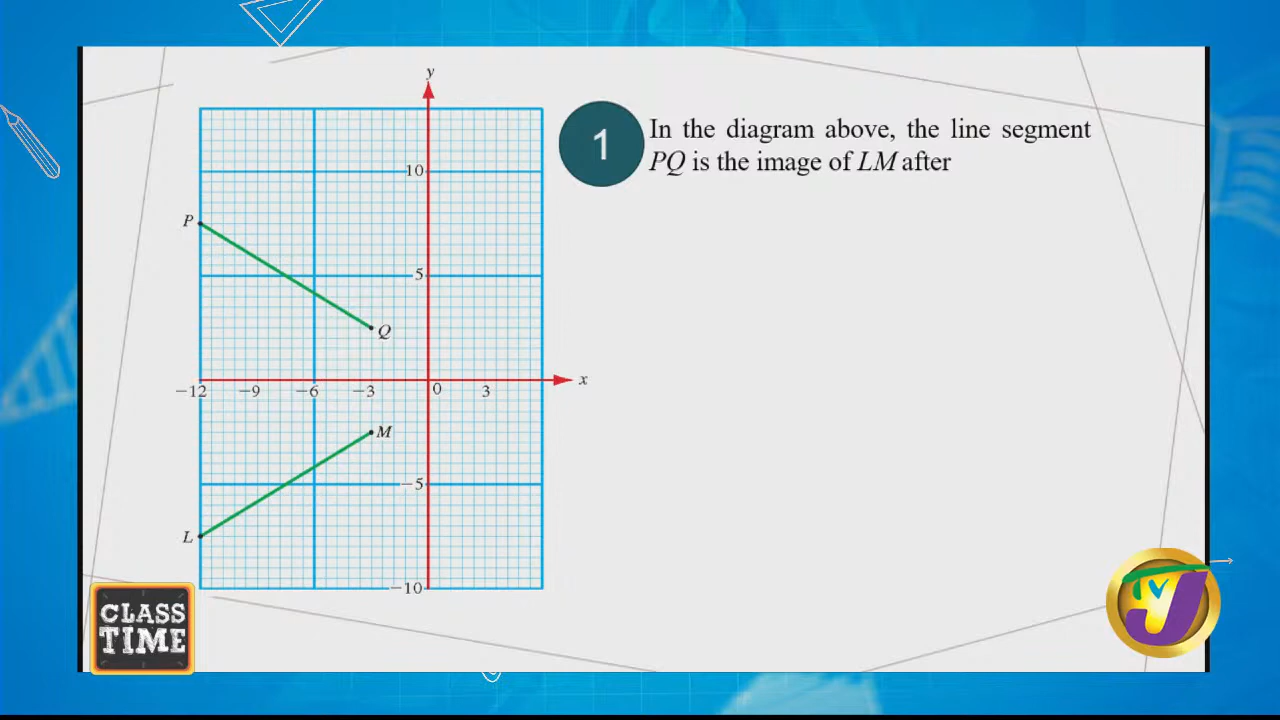 y
1
In the diagram above, the line segment
PQ is the image of LM after
10
P
5
Q
x
−12
−9
−6
−3
0
3
M
−5
L
−10
CLASS
TIME
TVJ